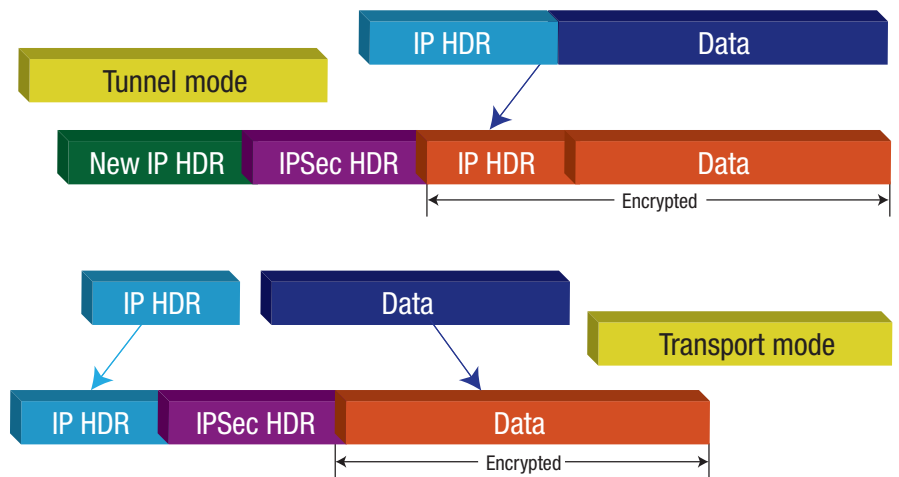 IP HDR Data
Tunnel mode
New IP HDR IPSec HDR IP HDR Data
Encrypted
IP HDR Data
Transport mode
IP HDR IPSec HDR Data
Encrypted